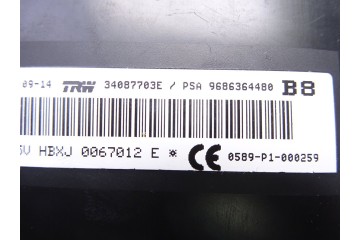 09-14 TRW 34087703E / PSA 9686364480 B8
V HBXJ 0067012 E ✱ CE 0589-P1-000259